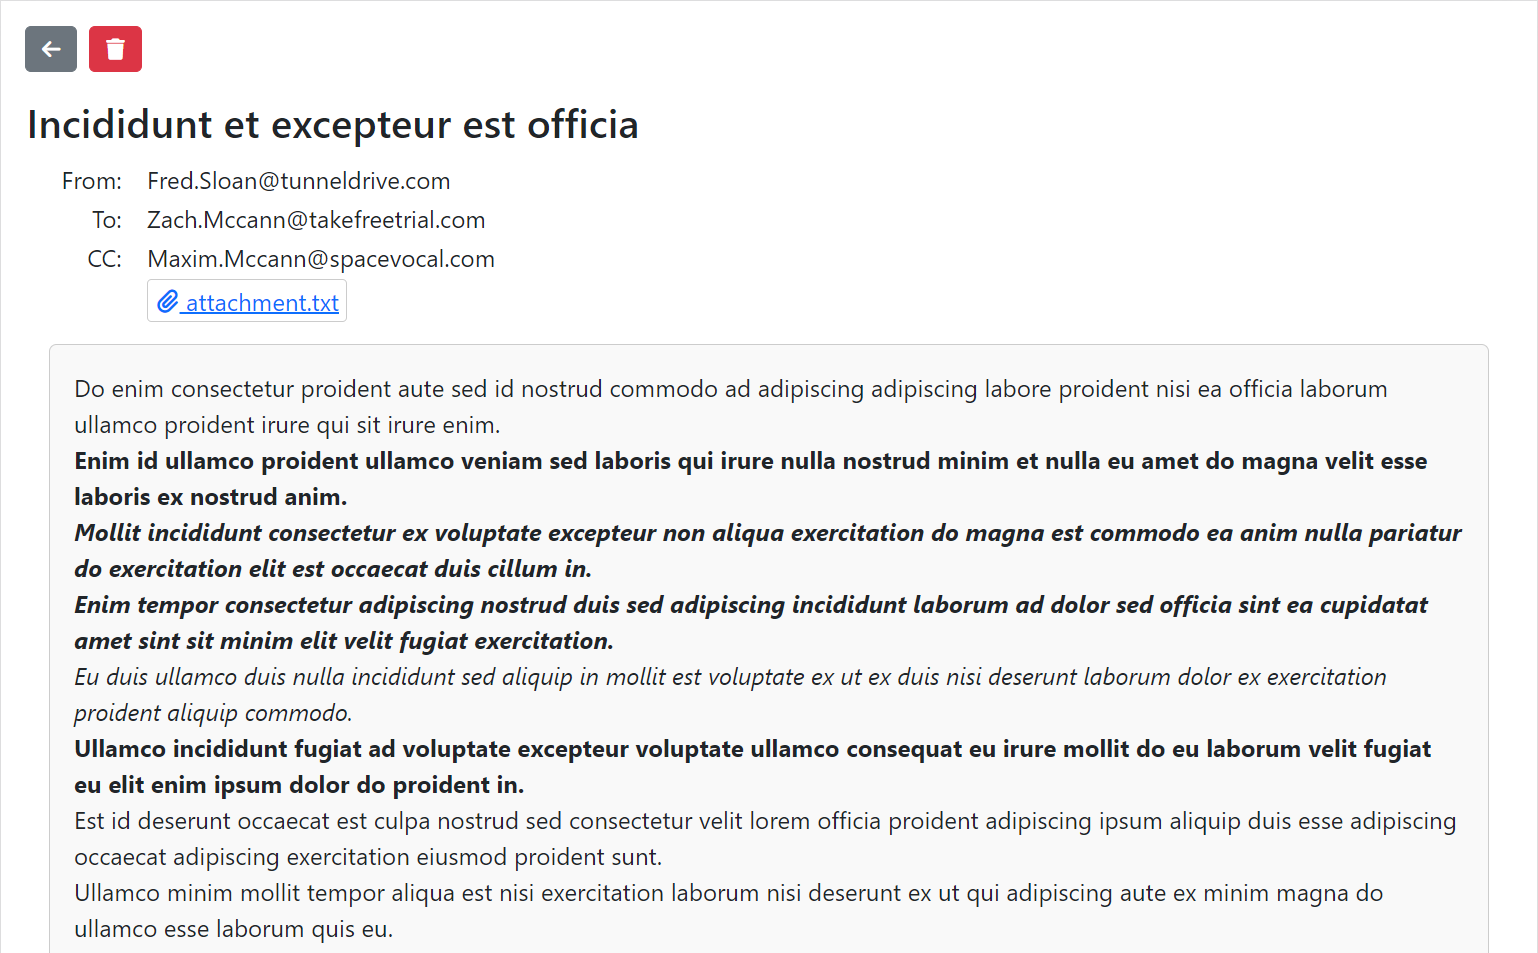 Incididunt et excepteur est officia
From: Fred.Sloan@tunneldrive.com
To: Zach.Mccann@takefreetrial.com
CC: Maxim.Mccann@spacevocal.com
attachment.txt
Do enim consectetur proident aute sed id nostrud commodo ad adipiscing adipiscing labore proident nisi ea officia laborum
ullamco proident irure qui sit irure enim.
Enim id ullamco proident ullamco veniam sed laboris qui irure nulla nostrud minim et nulla eu amet do magna velit esse
laboris ex nostrud anim.
Mollit incididunt consectetur ex voluptate excepteur non aliqua exercitation do magna est commodo ea anim nulla pariatur
do exercitation elit est occaecat duis cillum in.
Enim tempor consectetur adipiscing nostrud duis sed adipiscing incididunt laborum ad dolor sed officia sint ea cupidatat
amet sint sit minim elit velit fugiat exercitation.
Eu duis ullamco duis nulla incididunt sed aliquip in mollit est voluptate ex ut ex duis nisi deserunt laborum dolor ex exercitation
proident aliquip commodo.
Ullamco incididunt fugiat ad voluptate excepteur voluptate ullamco consequat eu irure mollit do eu laborum velit fugiat
eu elit enim ipsum dolor do proident in.
Est id deserunt occaecat est culpa nostrud sed consectetur velit lorem officia proident adipiscing ipsum aliquip duis esse adipiscing
occaecat adipiscing exercitation eiusmod proident sunt.
Ullamco minim mollit tempor aliqua est nisi exercitation laborum nisi deserunt ex ut qui adipiscing aute ex minim magna do
ullamco esse laborum quis eu.